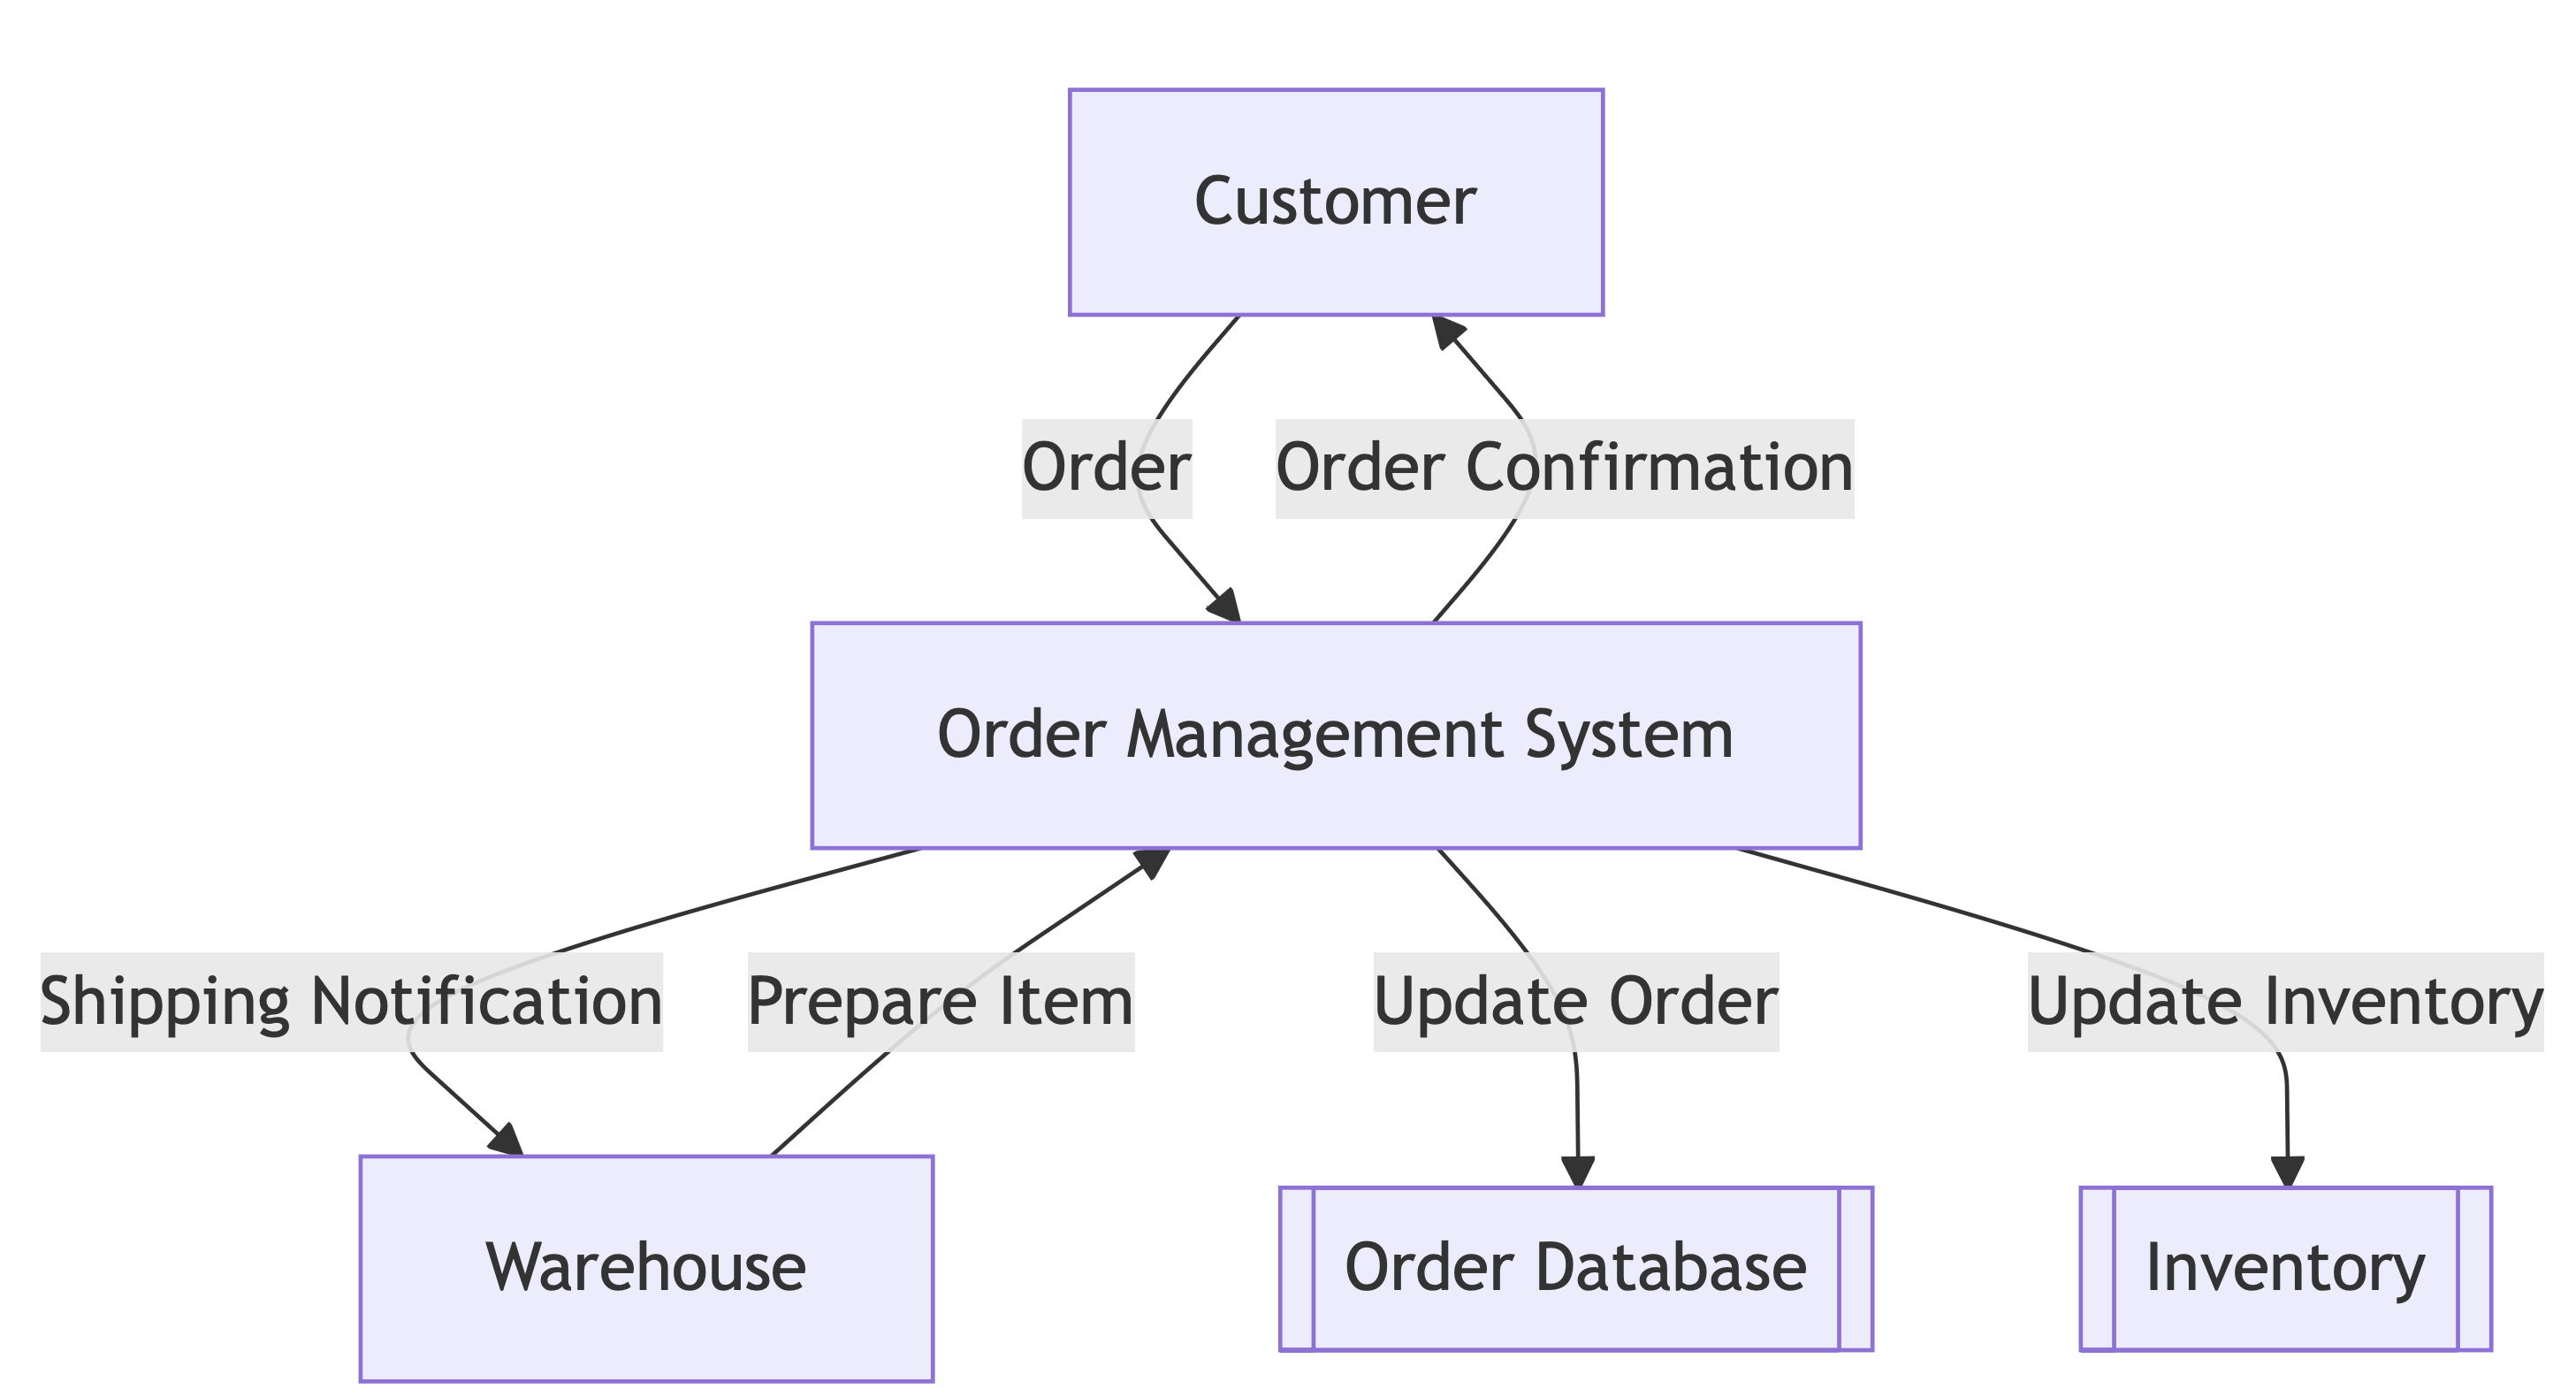 Customer
Order
Order Confirmation
Order Management System
Shipping Notification
Prepare Item
Update Order
Update Inventory
Warehouse
Order Database
Inventory